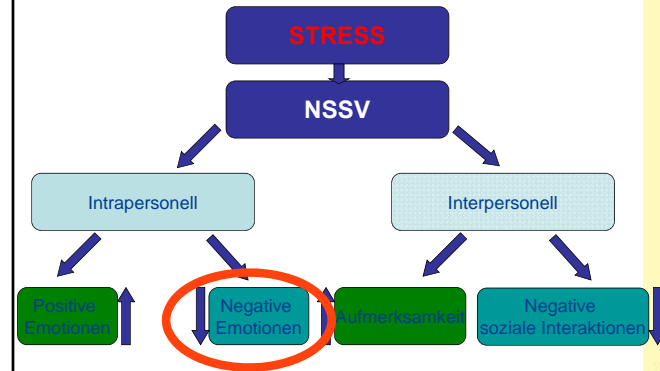 STRESS
NSSV
Intrapersonell
Interpersonell
Positive
Emotionen
Negative
Emotionen
Aufmerksamkeit
Negative
soziale Interaktionen